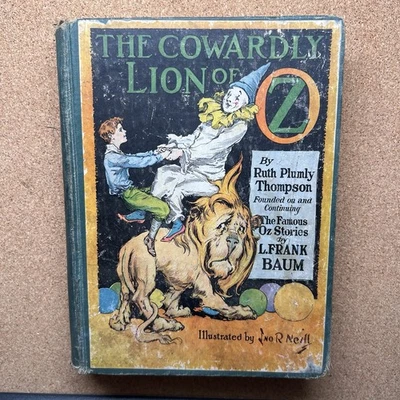 THE COWARDLY
LION OF OZ
By
Ruth Plumly
Thompson
Founded on and
Continuing
The Famous
Oz Stories
by
L. FRANK
BAUM
Illustrated by Jno R Neill